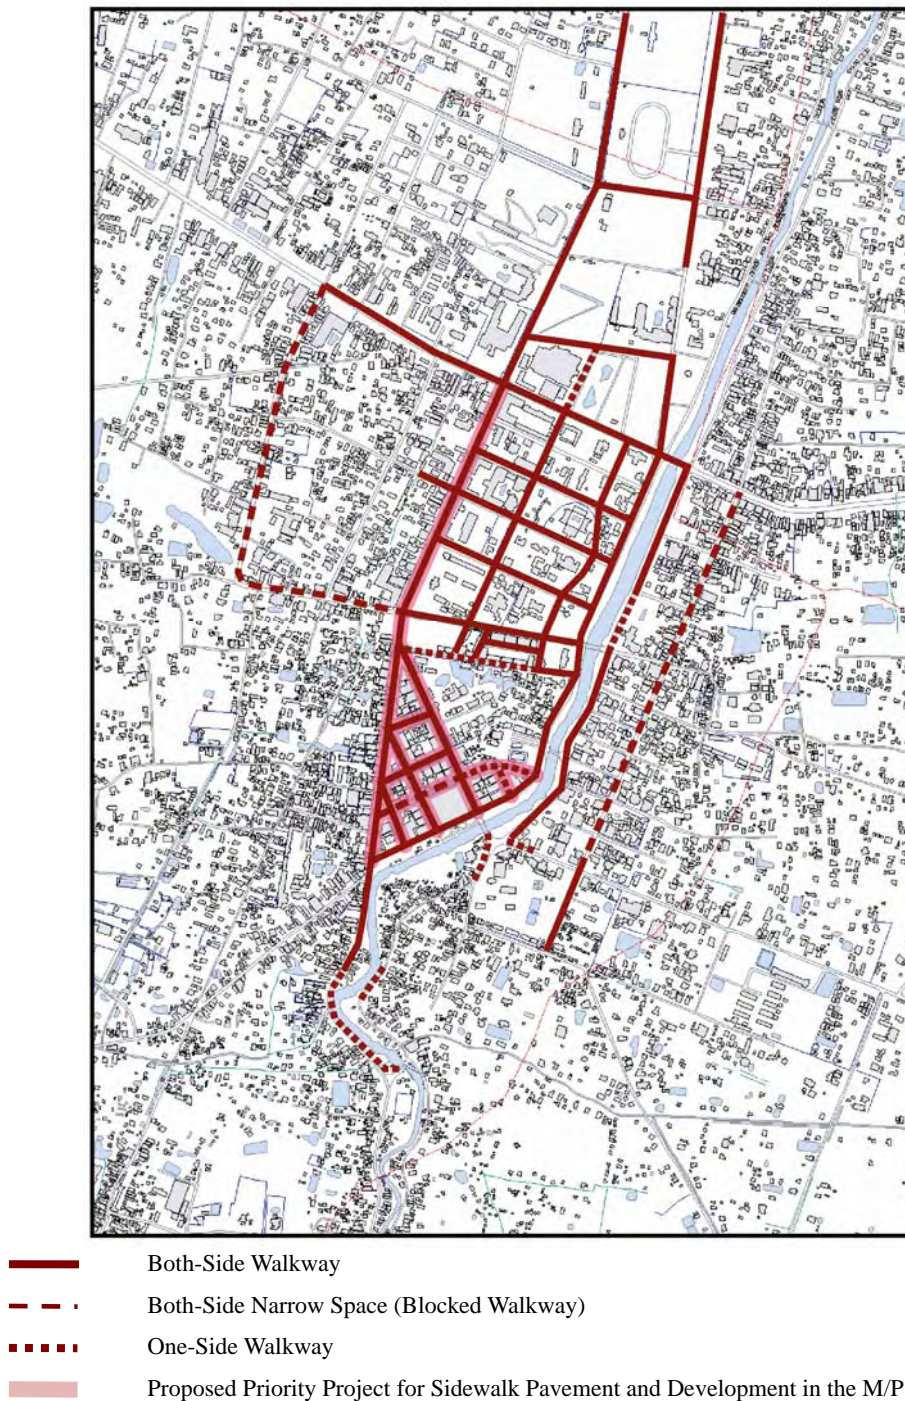 Both-Side Walkway
Both-Side Narrow Space (Blocked Walkway)
One-Side Walkway
Proposed Priority Project for Sidewalk Pavement and Development in the M/P